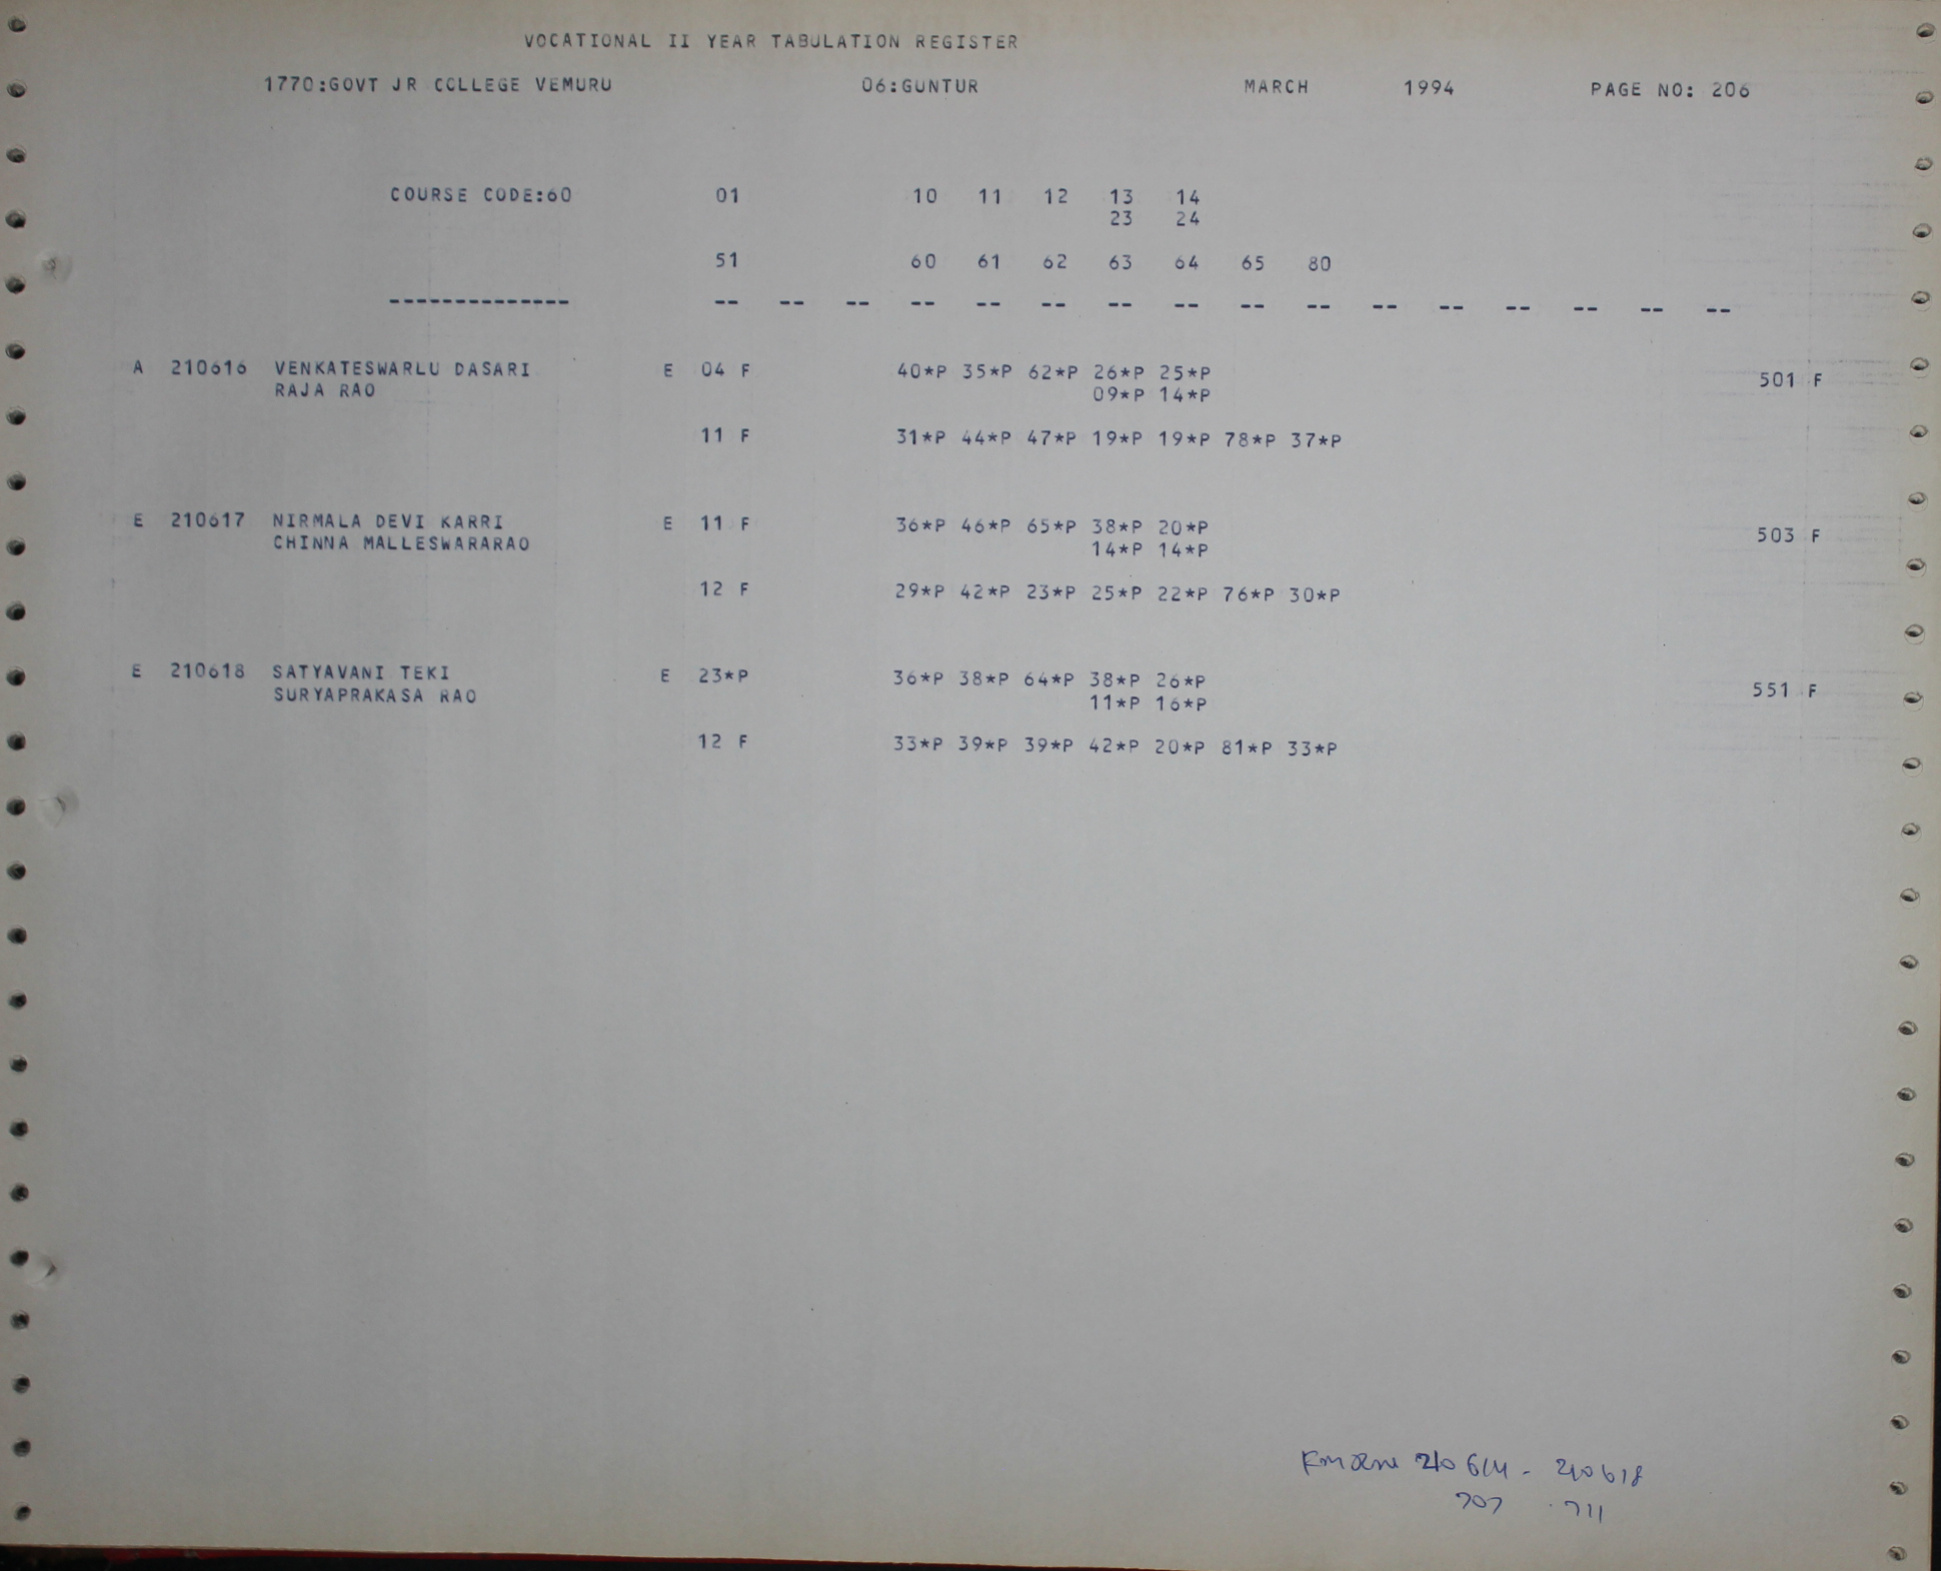 VOCATIONAL II YEAR TABULATION REGISTER
1770:GOVT JR COLLEGE VEMURU 06:GUNTUR MARCH 1994 PAGE NO: 206
COURSE CODE:60 01 10 11 12 13 14
23 24
51 60 61 62 63 64 65 80
-------------- -- -- -- -- -- -- -- -- -- -- -- -- -- -- -- --
A 210616 VENKATESWARLU DASARI E 04 F 40*P 35*P 62*P 26*P 25*P 501 F
RAJA RAO 09*P 14*P
11 F 31*P 44*P 47*P 19*P 19*P 78*P 37*P
E 210617 NIRMALA DEVI KARRI E 11 F 36*P 46*P 65*P 38*P 20*P 503 F
CHINNA MALLESWARARAO 14*P 14*P
12 F 29*P 42*P 23*P 25*P 22*P 76*P 30*P
E 210618 SATYAVANI TEKI E 23*P 36*P 38*P 64*P 38*P 26*P 551 F
SURYAPRAKASA RAO 11*P 16*P
12 F 33*P 39*P 39*P 42*P 20*P 81*P 33*P
210614 - 210618
707 . 711